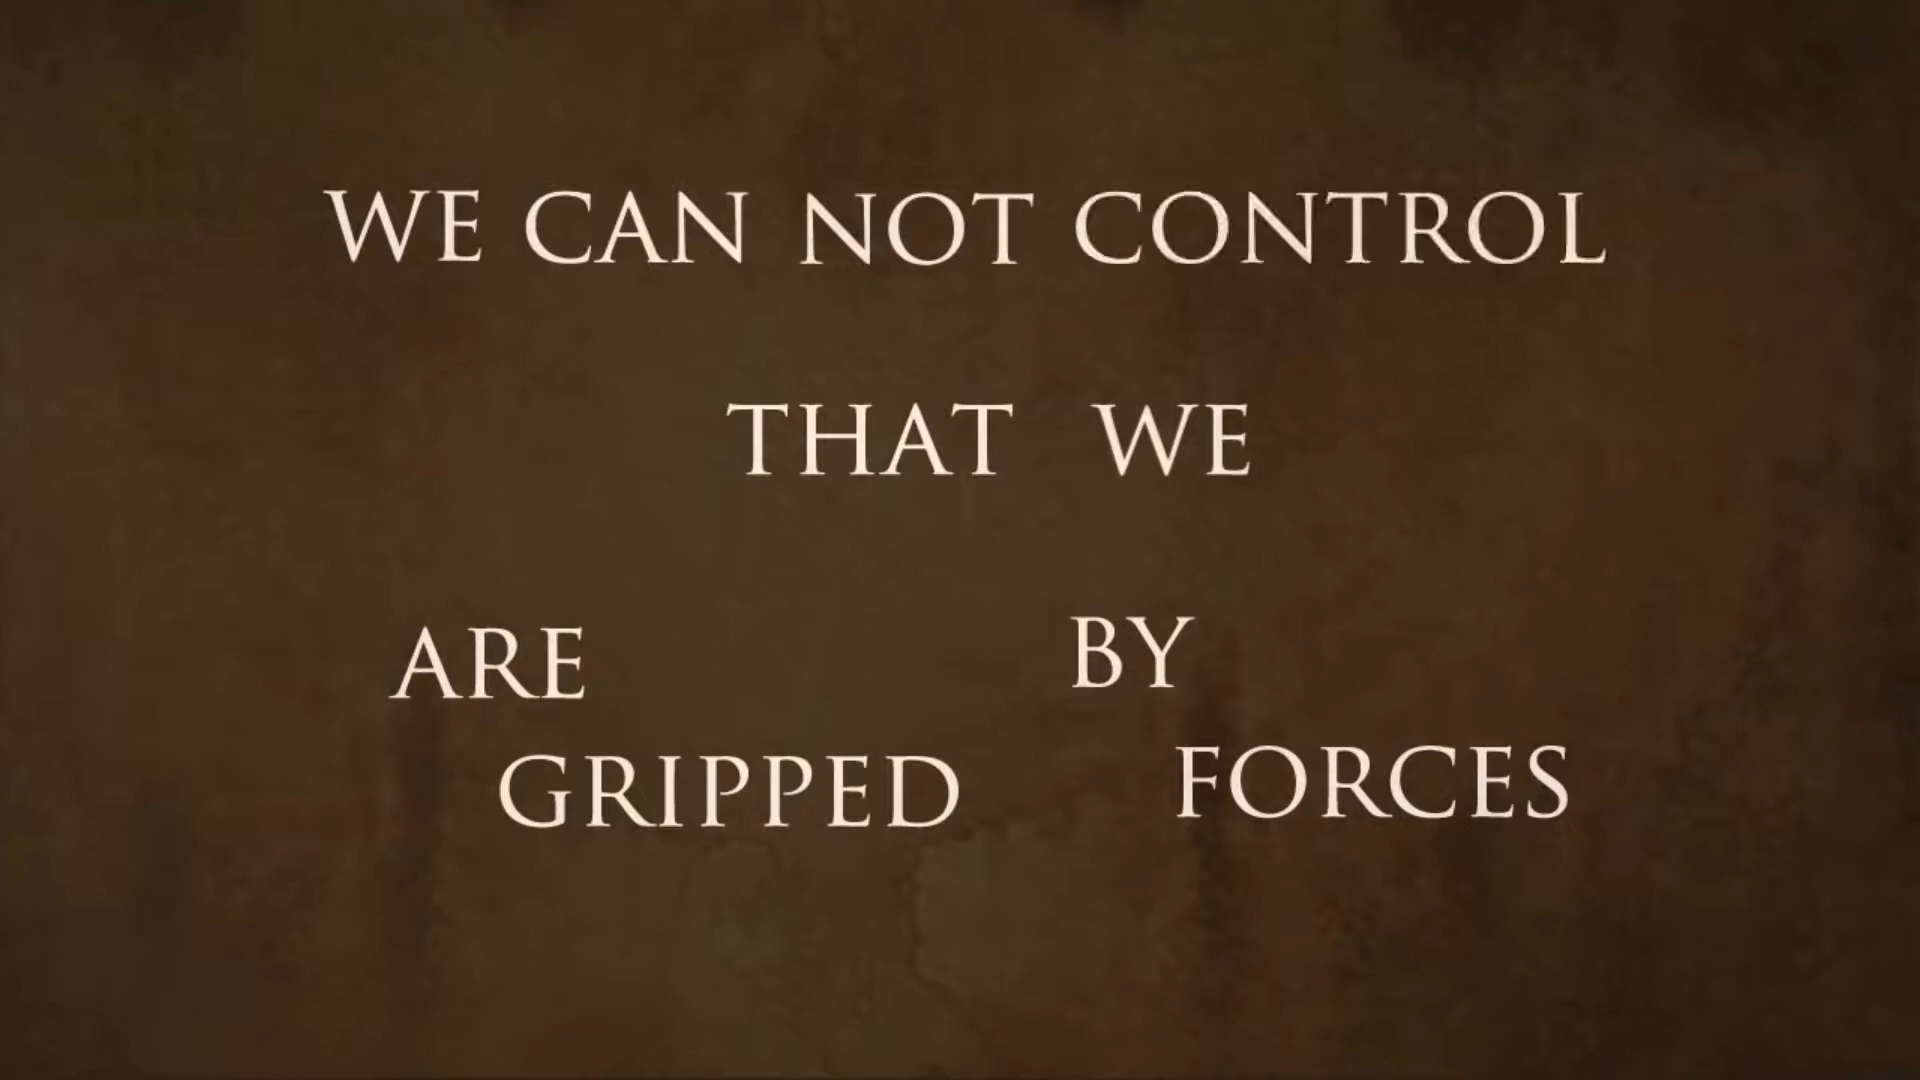 WE CAN NOT CONTROL
THAT WE
ARE
GRIPPED
BY
FORCES